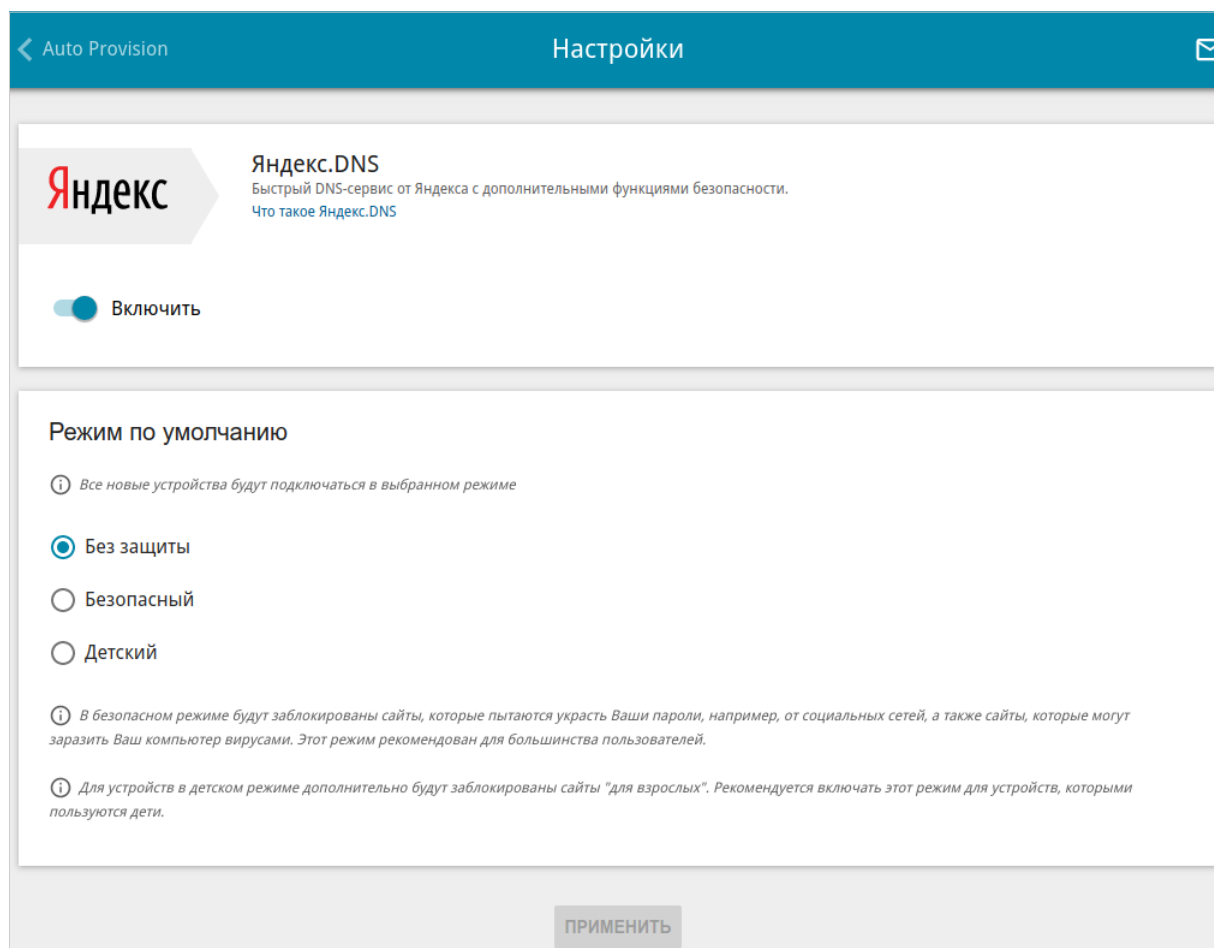 Auto Provision
Настройки
Яндекс
Яндекс.DNS
Быстрый DNS-сервис от Яндекса с дополнительными функциями безопасности.
Что такое Яндекс.DNS
Включить
Режим по умолчанию
Все новые устройства будут подключаться в выбранном режиме
Без защиты
Безопасный
Детский
В безопасном режиме будут заблокированы сайты, которые пытаются украсть Ваши пароли, например, от социальных сетей, а также сайты, которые могут
заразить Ваш компьютер вирусами. Этот режим рекомендован для большинства пользователей.
Для устройств в детском режиме дополнительно будут заблокированы сайты "для взрослых". Рекомендуется включать этот режим для устройств, которыми
пользуются дети.
ПРИМЕНИТЬ